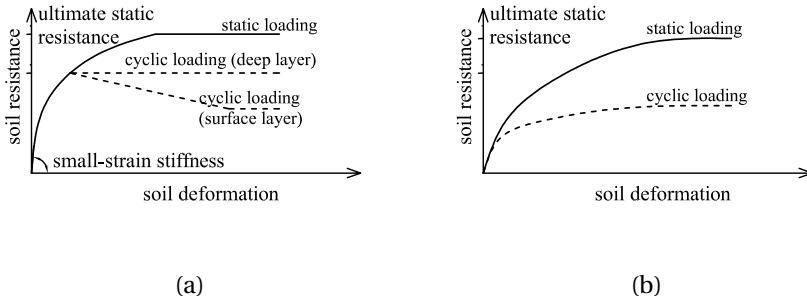 ultimate static
resistance
static loading
cyclic loading (deep layer)
cyclic loading
(surface layer)
small-strain stiffness
soil resistance
soil deformation
(a)
ultimate static
resistance
static loading
cyclic loading
soil resistance
soil deformation
(b)